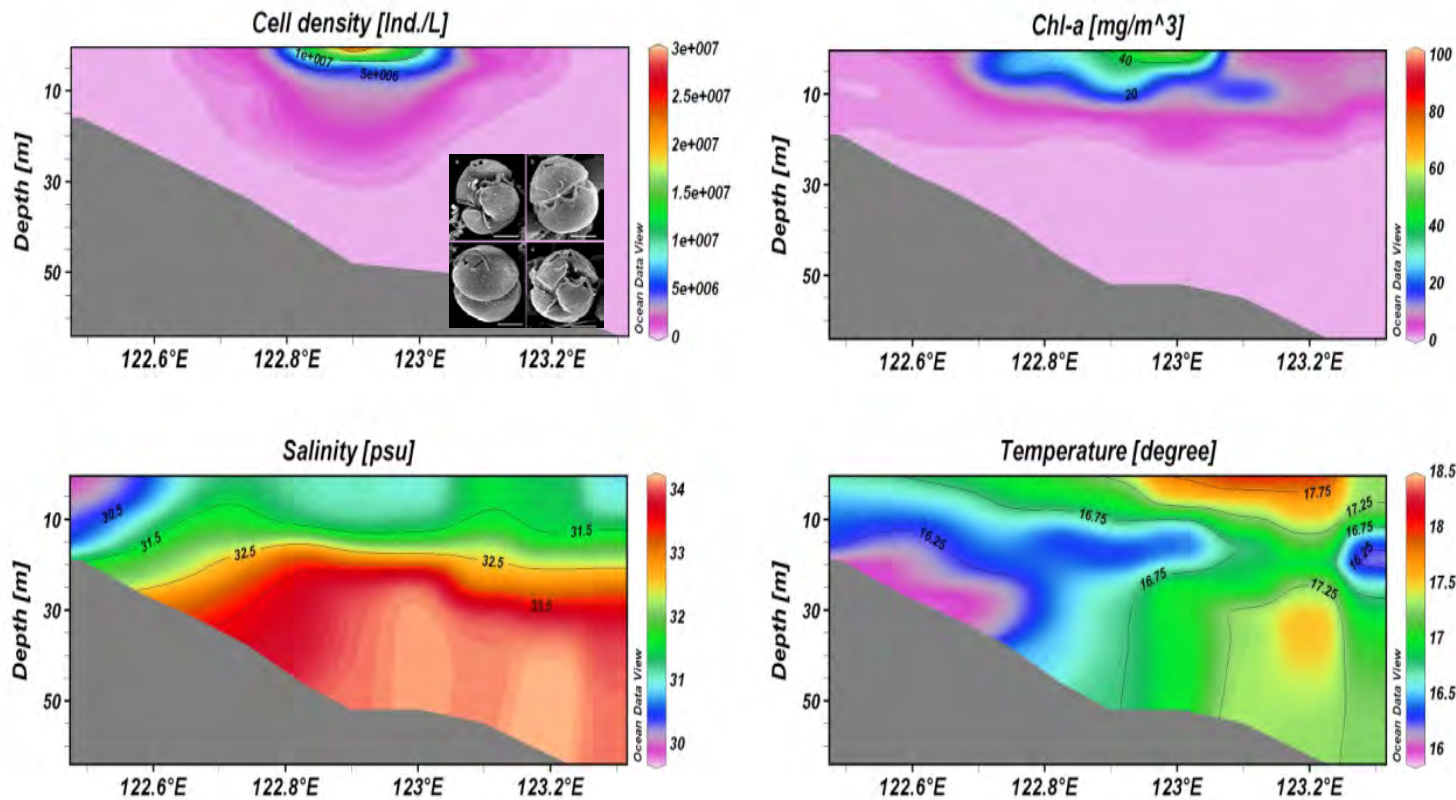 Cell density [Ind./L]
1e+007
5e+006
10
30
50
Depth [m]
122.6°E
122.8°E
123°E
123.2°E
3e+007
2.5e+007
2e+007
1.5e+007
1e+007
5e+006
0
Ocean Data View
Chl-a [mg/m^3]
40
20
10
30
50
Depth [m]
122.6°E
122.8°E
123°E
123.2°E
100
80
60
40
20
0
Ocean Data View
Salinity [psu]
30.5
31.5
32.5
32.5
31.5
33.5
10
30
50
Depth [m]
122.6°E
122.8°E
123°E
123.2°E
34
33
32
31
30
Ocean Data View
Temperature [degree]
17.75
17.25
16.75
16.75
16.25
16.25
16.75
17.25
10
30
50
Depth [m]
122.6°E
122.8°E
123°E
123.2°E
18.5
18
17.5
17
16.5
16
Ocean Data View